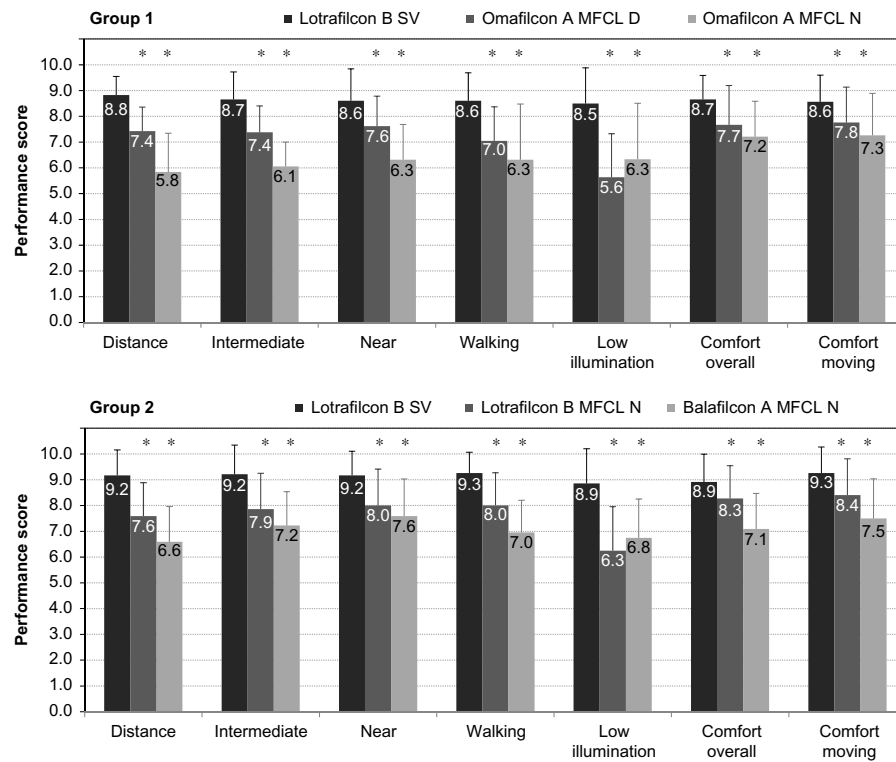 Group 1
Lotrafilcon B SV Omafilcon A MFCL D Omafilcon A MFCL N
Performance score
* * * * * * * * * * * * * *
10.0
9.0
8.0
7.0
6.0
5.0
4.0
3.0
2.0
1.0
0.0
8.8 7.4 5.8 8.7 7.4 6.1 8.6 7.6 6.3 8.6 7.0 6.3 8.5 5.6 6.3 8.7 7.7 7.2 8.6 7.8 7.3
Distance Intermediate Near Walking Low Comfort Comfort
illumination overall moving
Group 2
Lotrafilcon B SV Lotrafilcon B MFCL N Balafilcon A MFCL N
Performance score
* * * * * * * * * * * * * *
10.0
9.0
8.0
7.0
6.0
5.0
4.0
3.0
2.0
1.0
0.0
9.2 7.6 6.6 9.2 7.9 7.2 9.2 8.0 7.6 9.3 8.0 7.0 8.9 6.3 6.8 8.9 8.3 7.1 9.3 8.4 7.5
Distance Intermediate Near Walking Low Comfort Comfort
illumination overall moving